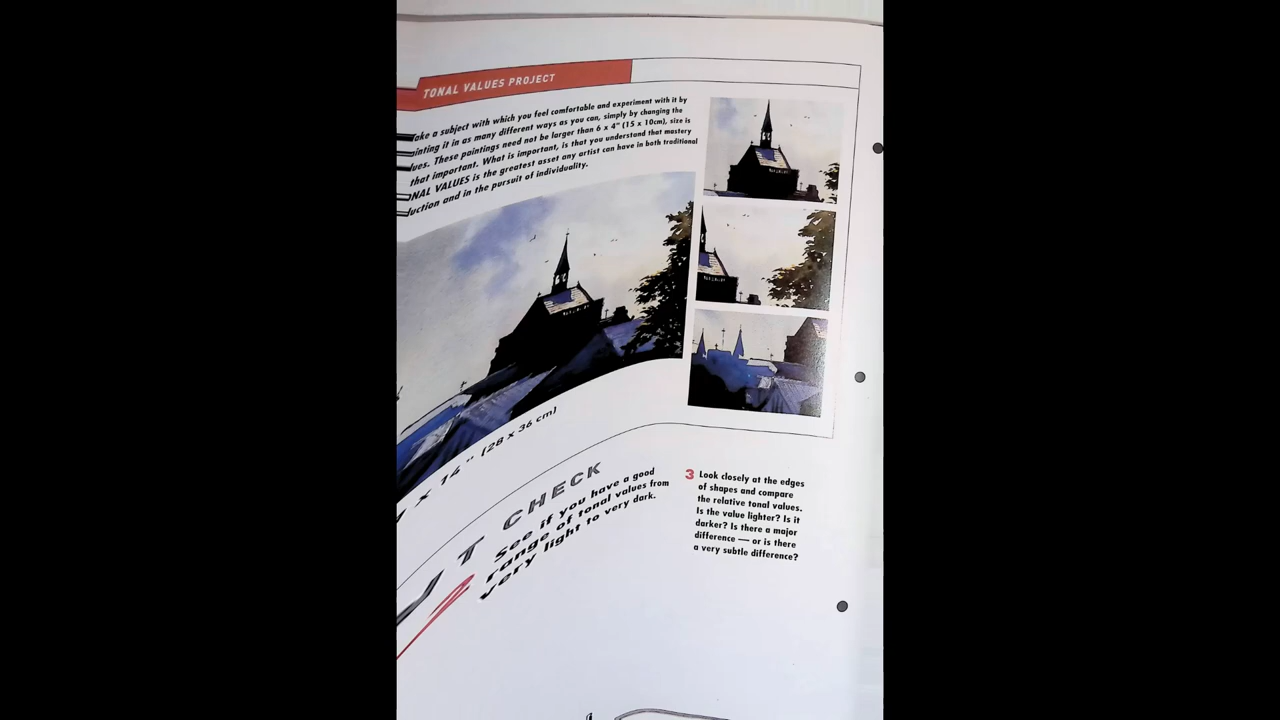 TONAL VALUES PROJECT
ake a subject with which you feel comfortable and experiment with it by
inting it in as many different ways as you can, simply by changing the
lues. These paintings need not be larger than 6 x 4" (15 x 10cm), size is
that important. What is important, is that you understand that mastery
ONAL VALUES is the greatest asset any artist can have in both traditional
duction and in the pursuit of individuality.
x 14" (28 x 36 cm)
UT CHECK
2 See if you have a good
range of tonal values from
very light to very dark.
3 Look closely at the edges
of shapes and compare
the relative tonal values.
Is the value lighter? Is it
darker? Is there a major
difference — or is there
a very subtle difference?